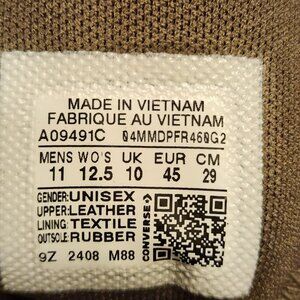 MADE IN VIETNAM
FABRIQUE AU VIETNAM
A09491C 04MMDPFR460G2
MENS WO'S UK EUR CM
11 12.5 10 45 29
GENDER: UNISEX
UPPER: LEATHER
LINING: TEXTILE
OUTSOLE: RUBBER
CONVERSE
9Z 2408 M88